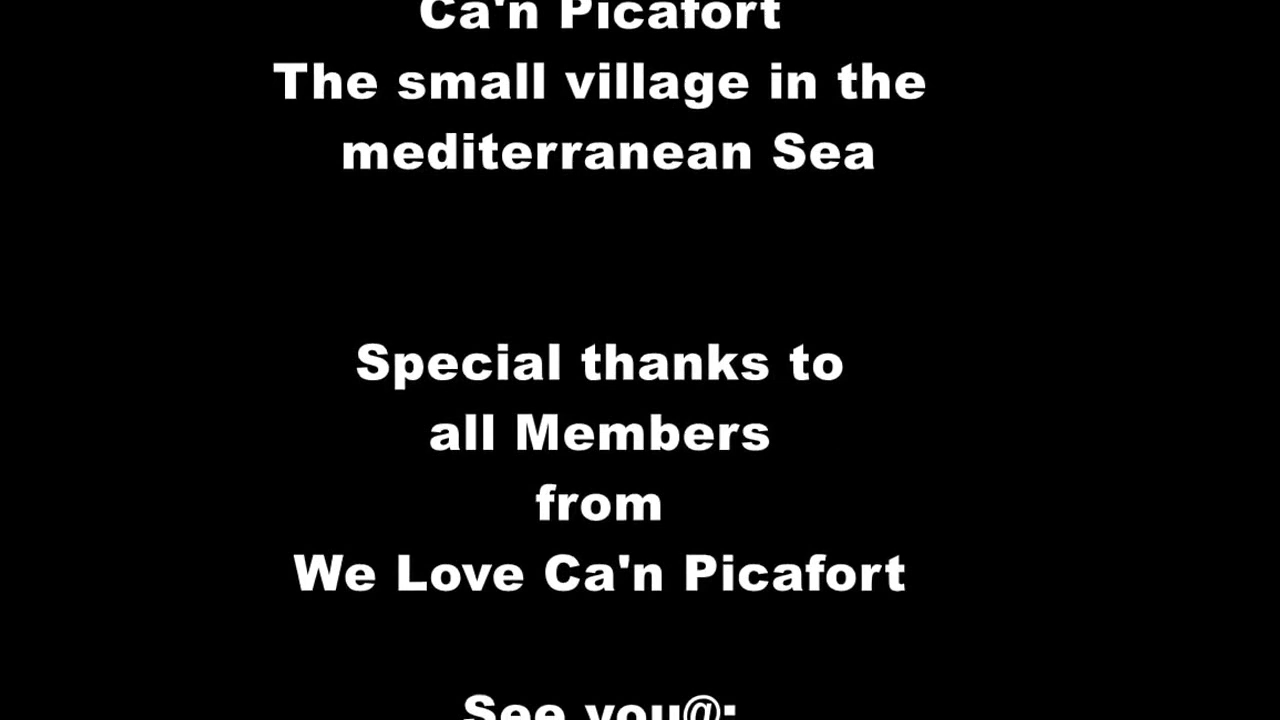 Ca'n Picafort
The small village in the
mediterranean Sea
Special thanks to
all Members
from
We Love Ca'n Picafort
See you@: